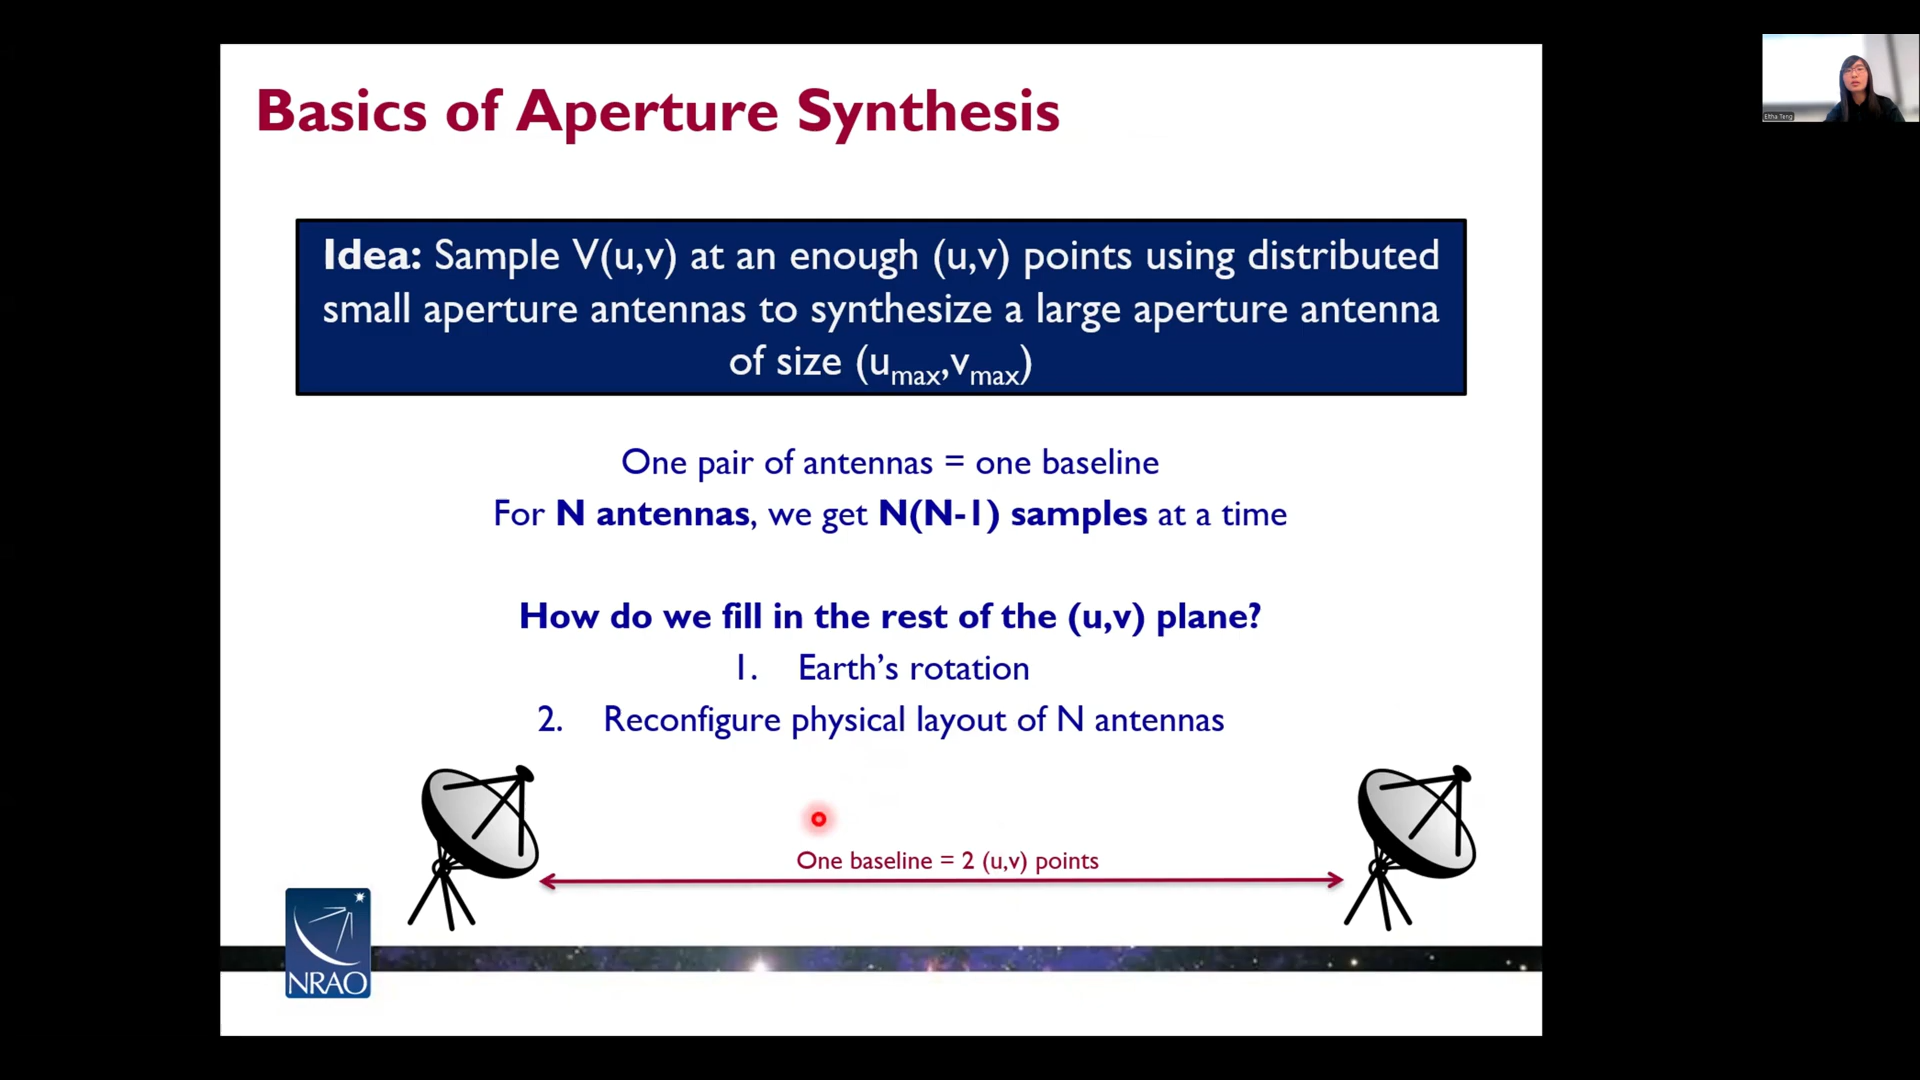 Basics of Aperture Synthesis
Eltha Teng
Idea: Sample V(u,v) at an enough (u,v) points using distributed
small aperture antennas to synthesize a large aperture antenna
of size (umax,vmax)
One pair of antennas = one baseline
For N antennas, we get N(N-1) samples at a time
How do we fill in the rest of the (u,v) plane?
1. Earth’s rotation
2. Reconfigure physical layout of N antennas
One baseline = 2 (u,v) points
NRAO